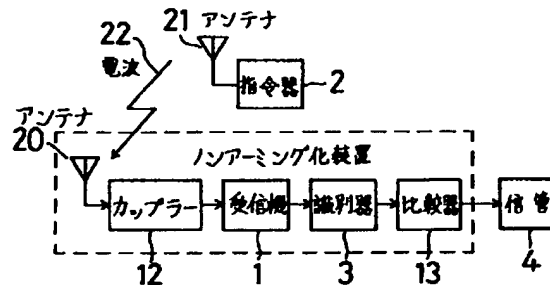 21 アンテナ
22
電波
指令器
2
アンテナ
20
ノンアーミング化装置
カップラー
受信機
識別器
比較器
信管
12
1
3
13
4